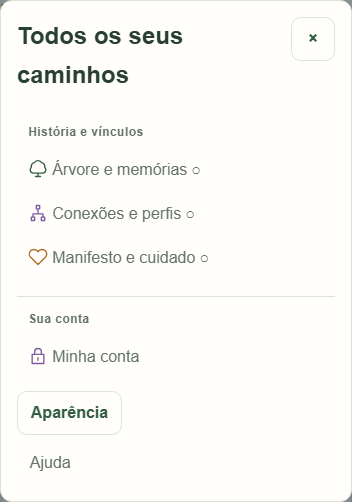 Todos os seus
caminhos
×
História e vínculos
Árvore e memórias ○
Conexões e perfis ○
Manifesto e cuidado ○
Sua conta
Minha conta
Aparência
Ajuda